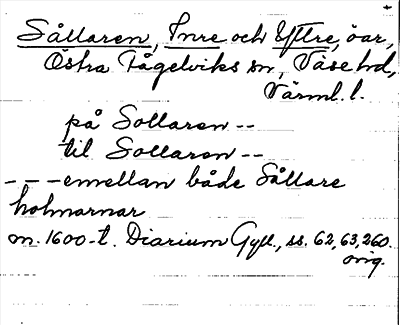 Sållaren, Inre och Yttre, öar,
Östra Fågelviks sn, Väse hd,
Värml. l.
på Sollaren --
til Sollaren --
- - - emellan både Sållare
holmarnar
m. 1600-t. Diarium Gyll., ss. 62, 63, 260.
orig.